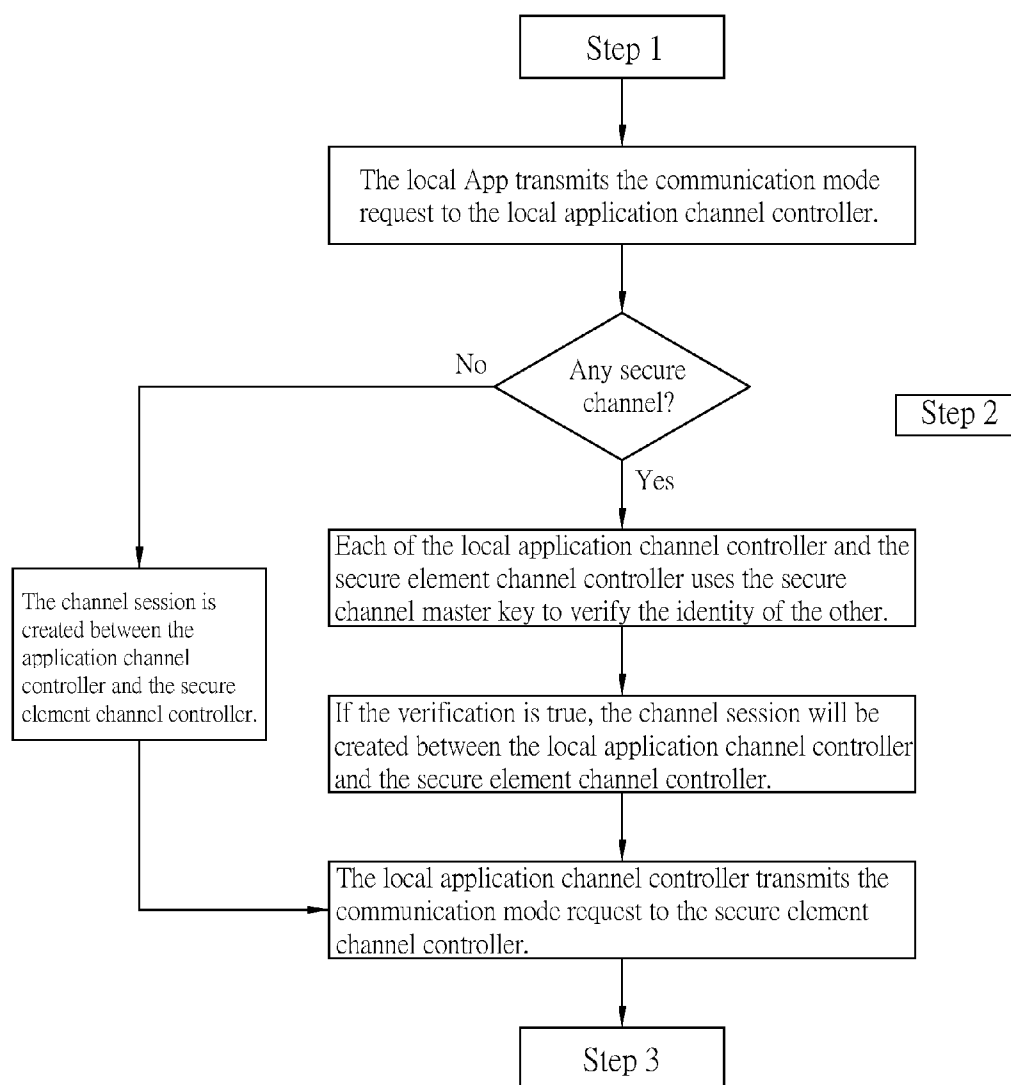 Step 1
The local App transmits the communication mode
request to the local application channel controller.
No
Any secure
channel?
Step 2
Yes
Each of the local application channel controller and the
secure element channel controller uses the secure
channel master key to verify the identity of the other.
The channel session is
created between the
application channel
controller and the secure
element channel controller.
If the verification is true, the channel session will be
created between the local application channel controller
and the secure element channel controller.
The local application channel controller transmits the
communication mode request to the secure element
channel controller.
Step 3